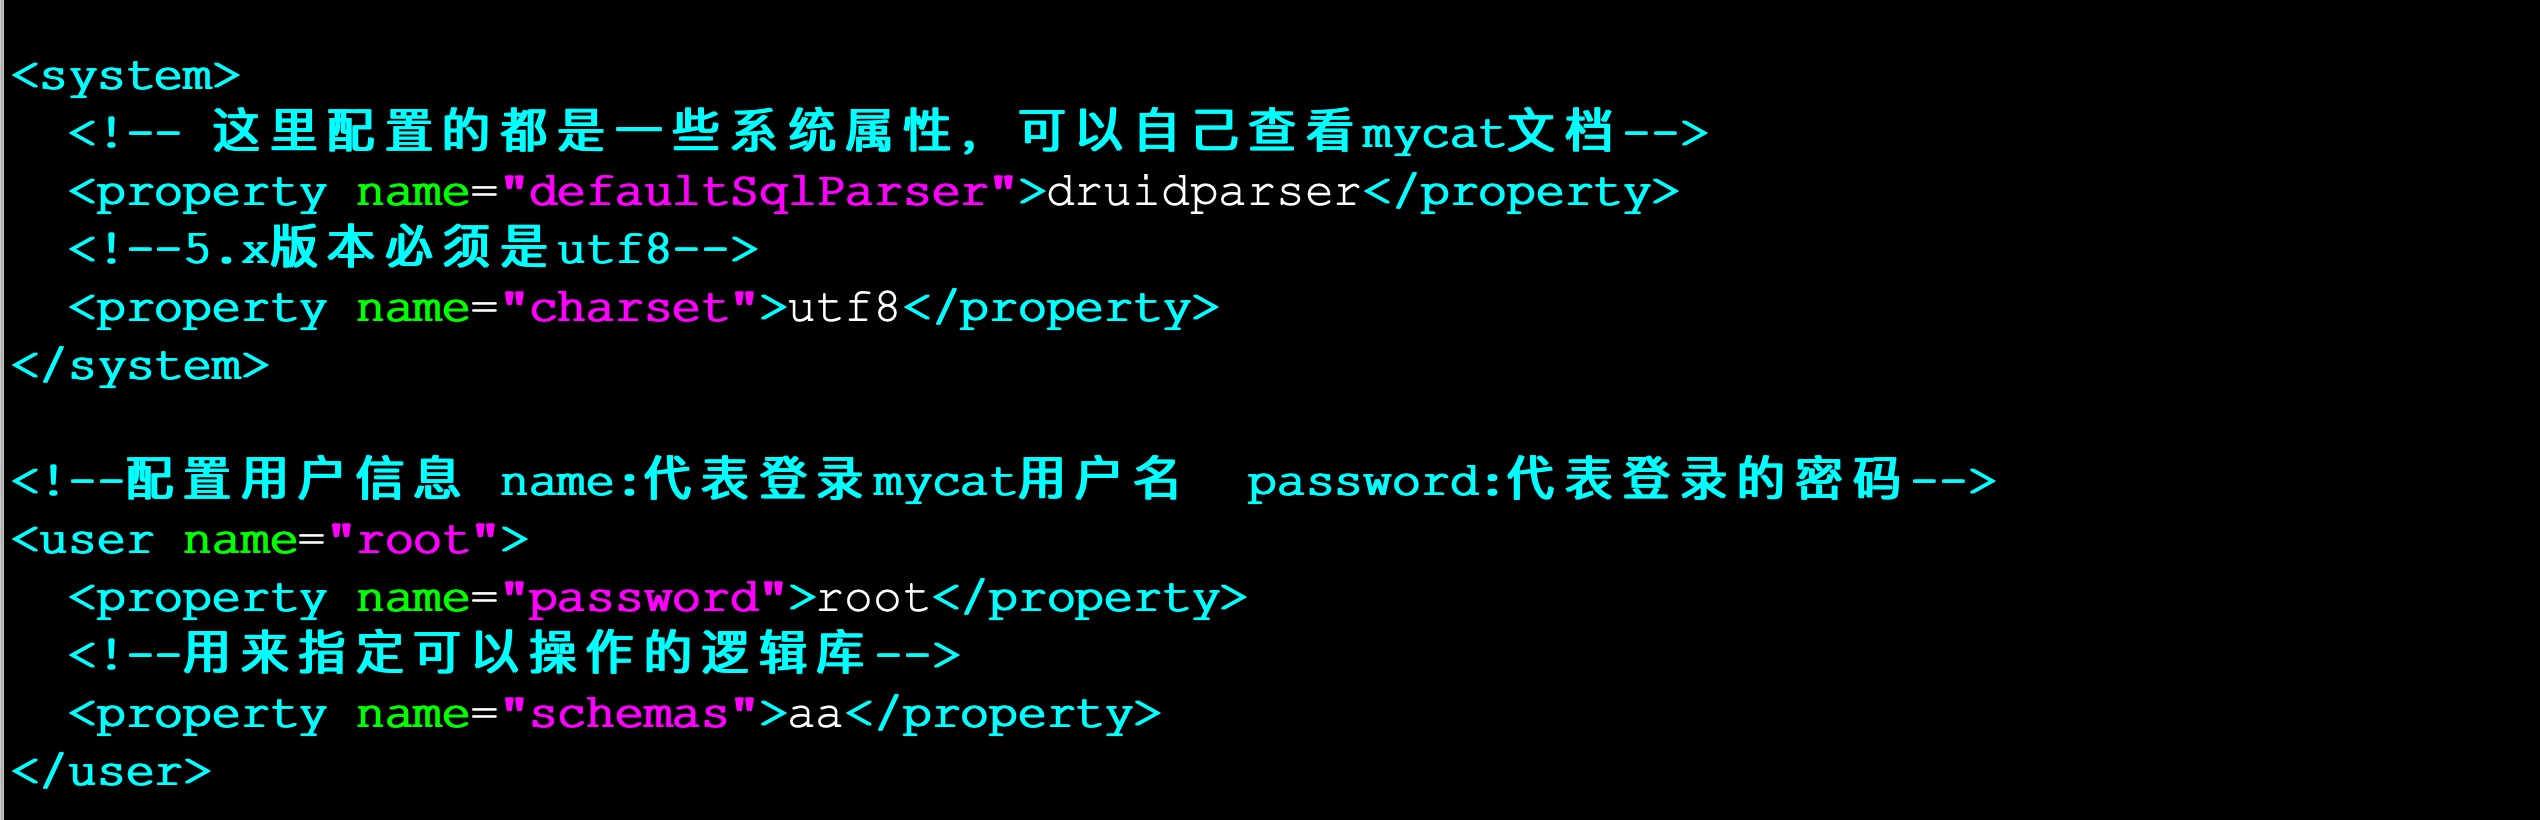 <system>
  <!-- 这里配置的都是一些系统属性，可以自己查看mycat文档-->
  <property name="defaultSqlParser">druidparser</property>
  <!--5.x版本必须是utf8-->
  <property name="charset">utf8</property>
</system>
<!--配置用户信息 name:代表登录mycat用户名  password:代表登录的密码-->
<user name="root">
  <property name="password">root</property>
  <!--用来指定可以操作的逻辑库-->
  <property name="schemas">aa</property>
</user>